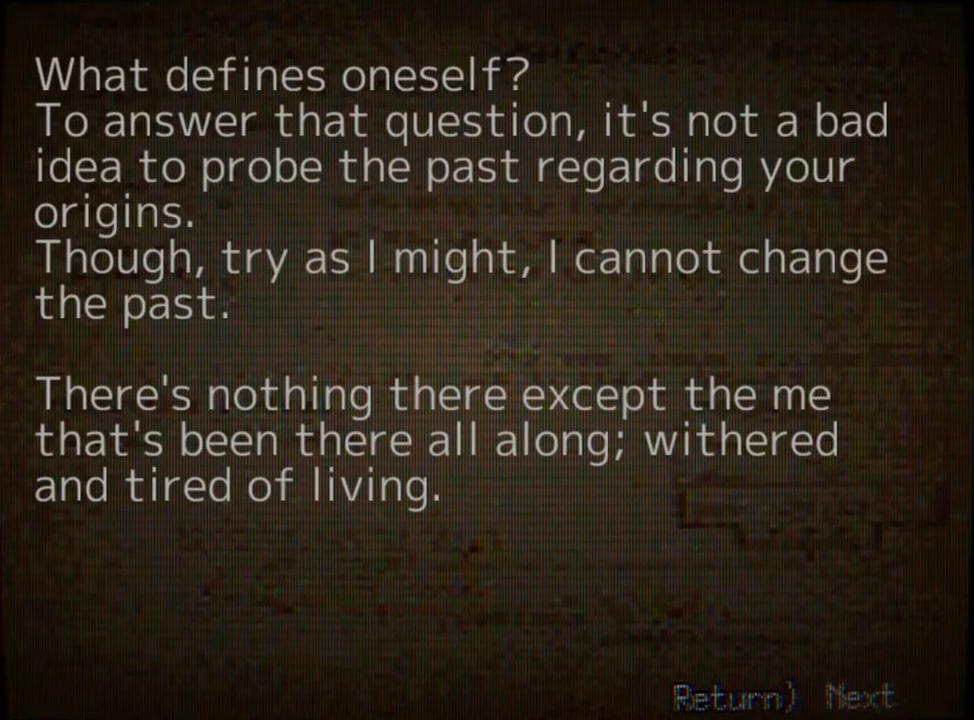 What defines oneself?
To answer that question, it's not a bad
idea to probe the past regarding your
origins.
Though, try as I might, I cannot change
the past.
There's nothing there except the me
that's been there all along; withered
and tired of living.
Return) Next